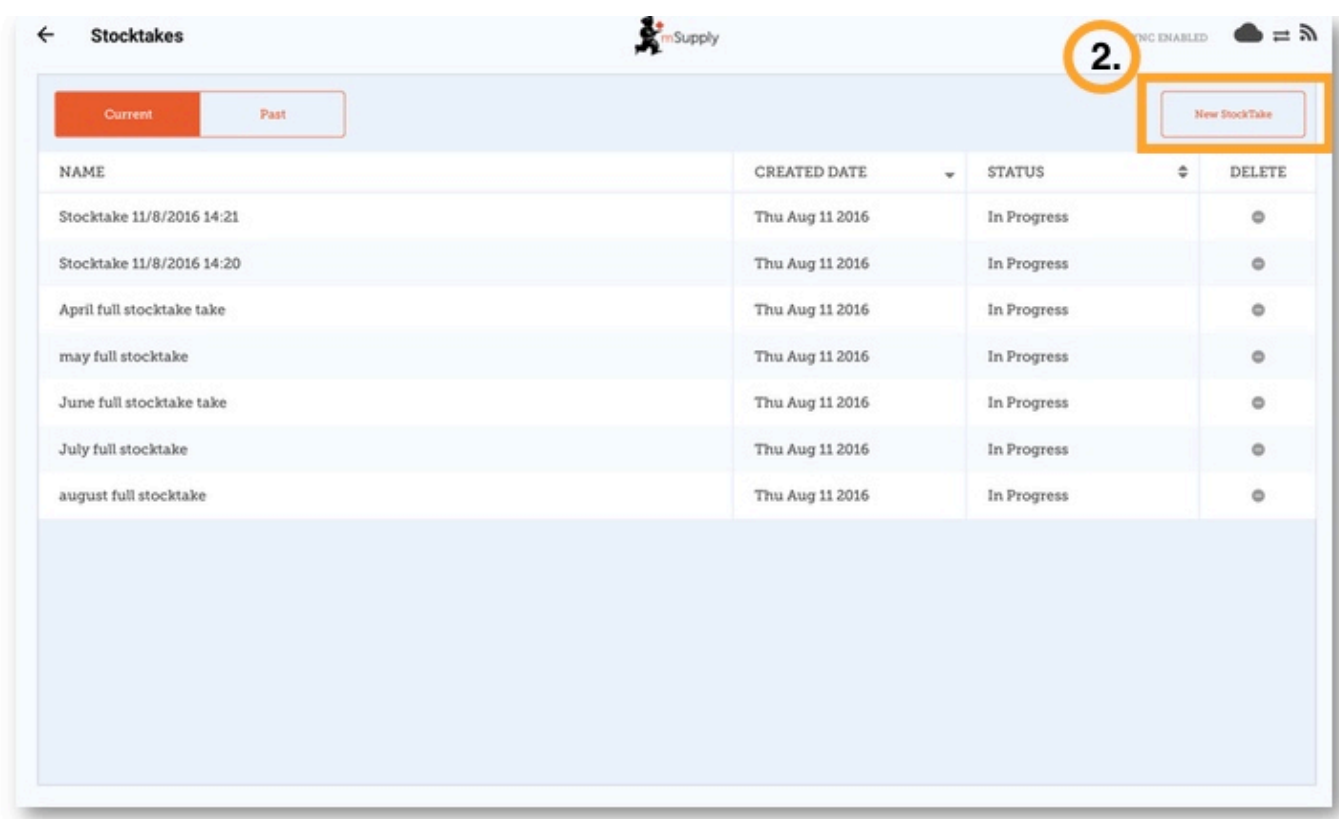 Stocktakes
mSupply
2.
ENABLED
Current
Past
New StockTake
NAME
CREATED DATE
STATUS
DELETE
Stocktake 11/8/2016 14:21
Thu Aug 11 2016
In Progress
Stocktake 11/8/2016 14:20
Thu Aug 11 2016
In Progress
April full stocktake take
Thu Aug 11 2016
In Progress
may full stocktake
Thu Aug 11 2016
In Progress
June full stocktake take
Thu Aug 11 2016
In Progress
July full stocktake
Thu Aug 11 2016
In Progress
august full stocktake
Thu Aug 11 2016
In Progress